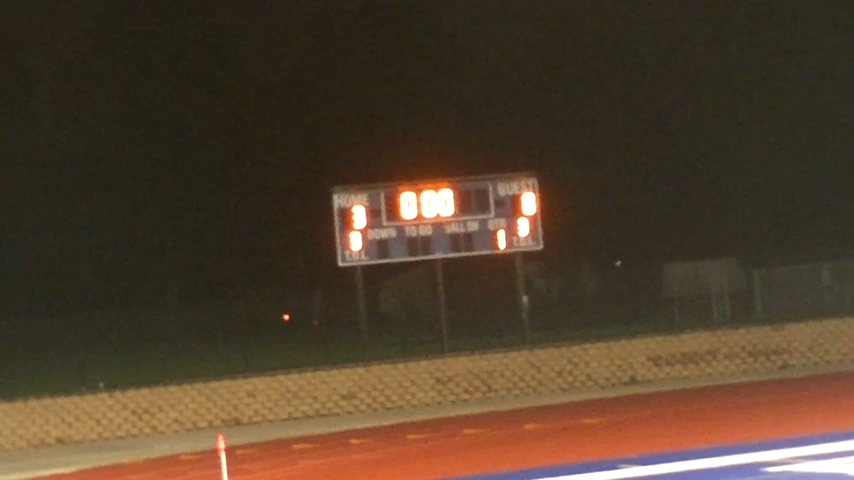 HOME 0:00 GUEST
3 0
DOWN TO GO BALL ON QTR
3 1 3
T.O.L. T.O.L.